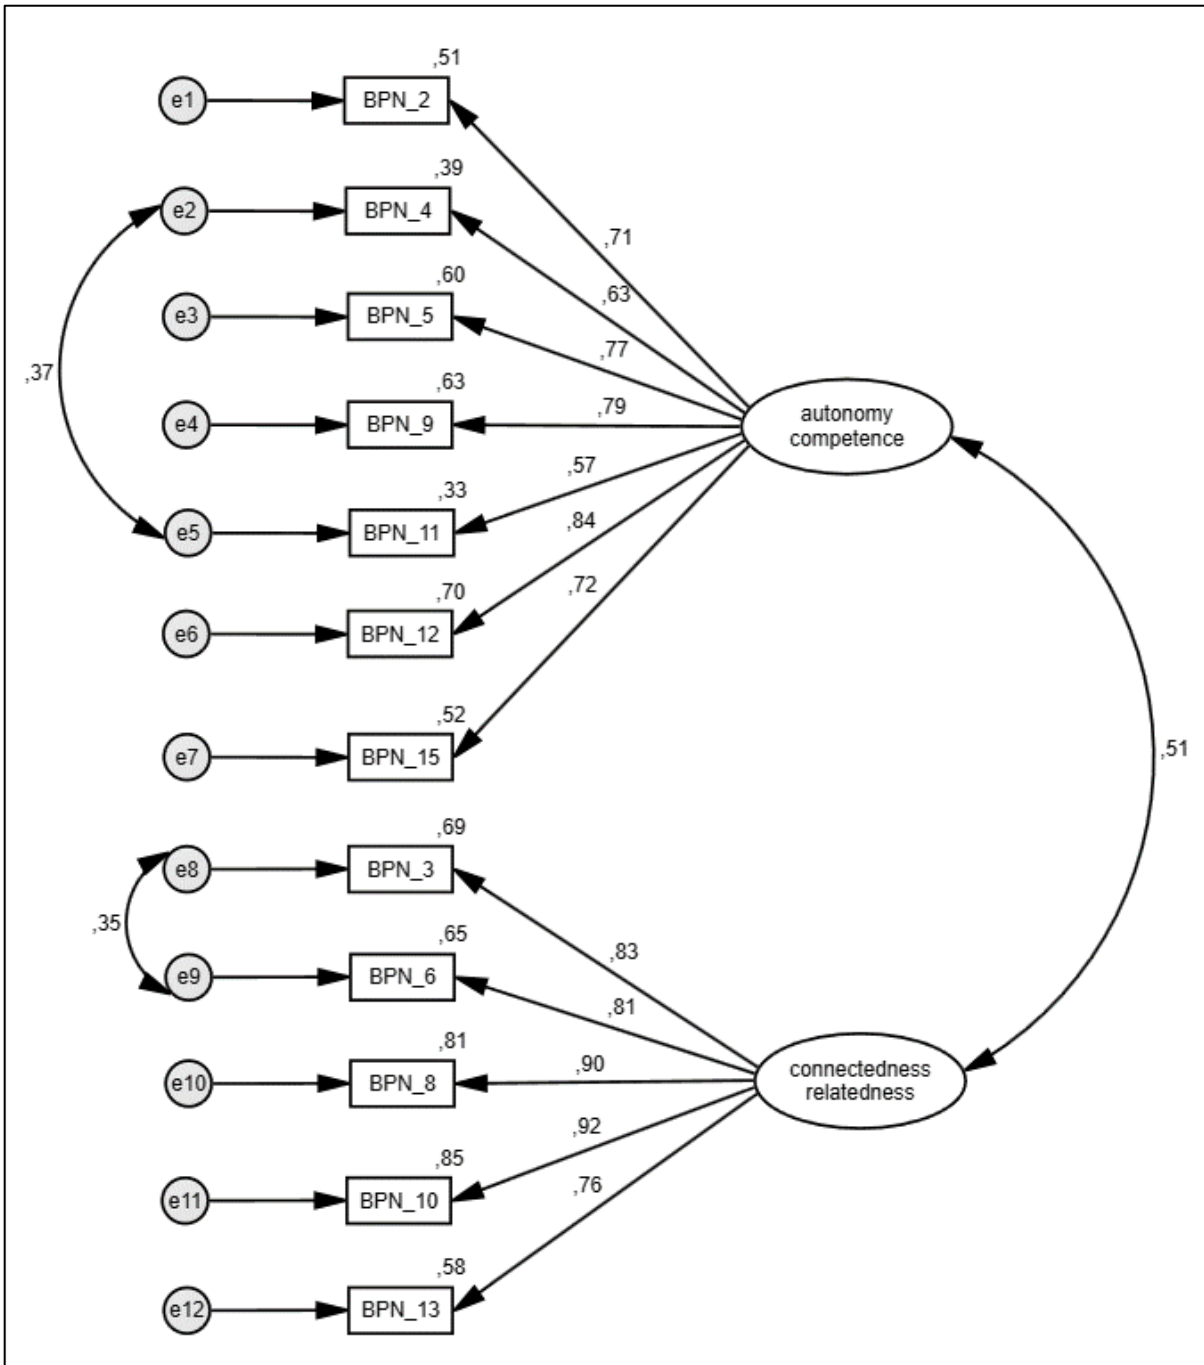 ,51
e1 BPN_2
,39
e2 BPN_4
,71
,63
,60
e3 BPN_5
,77
,37
,63
e4 BPN_9
,79
autonomy
competence
,57
,33
e5 BPN_11
,84
,70
e6 BPN_12
,72
,52
e7 BPN_15
,51
,69
e8 BPN_3
,35
,65
e9 BPN_6
,83
,81
,81
e10 BPN_8
,90
connectedness
relatedness
,92
,85
e11 BPN_10
,76
,58
e12 BPN_13